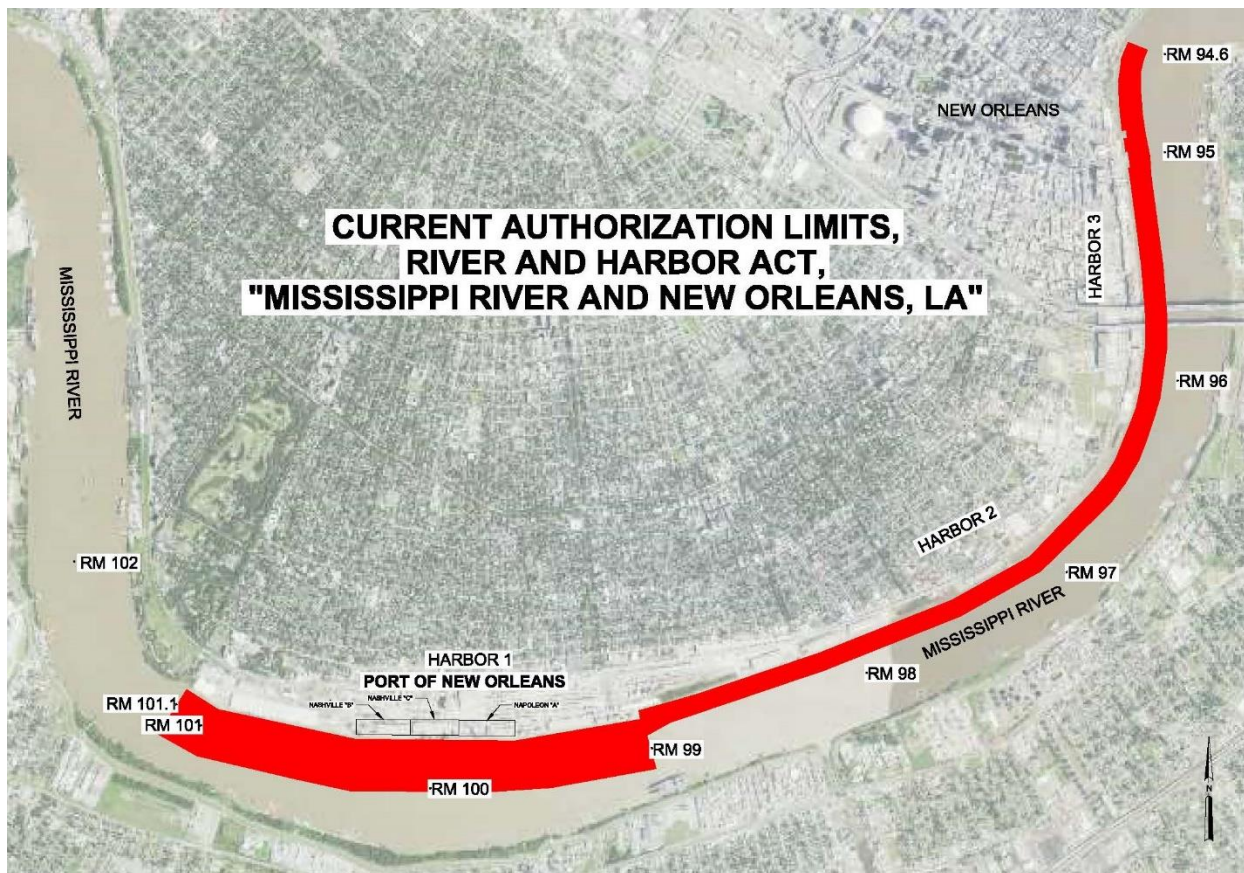 RM 94.6
NEW ORLEANS
RM 95
CURRENT AUTHORIZATION LIMITS,
RIVER AND HARBOR ACT,
"MISSISSIPPI RIVER AND NEW ORLEANS, LA"
HARBOR 3
MISSISSIPPI RIVER
RM 96
HARBOR 2
RM 102
RM 97
MISSISSIPPI RIVER
HARBOR 1
PORT OF NEW ORLEANS
RM 98
NASHVILLE "B"
NASHVILLE "C"
NAPOLEON "A"
RM 101.1
RM 101
RM 99
RM 100
N